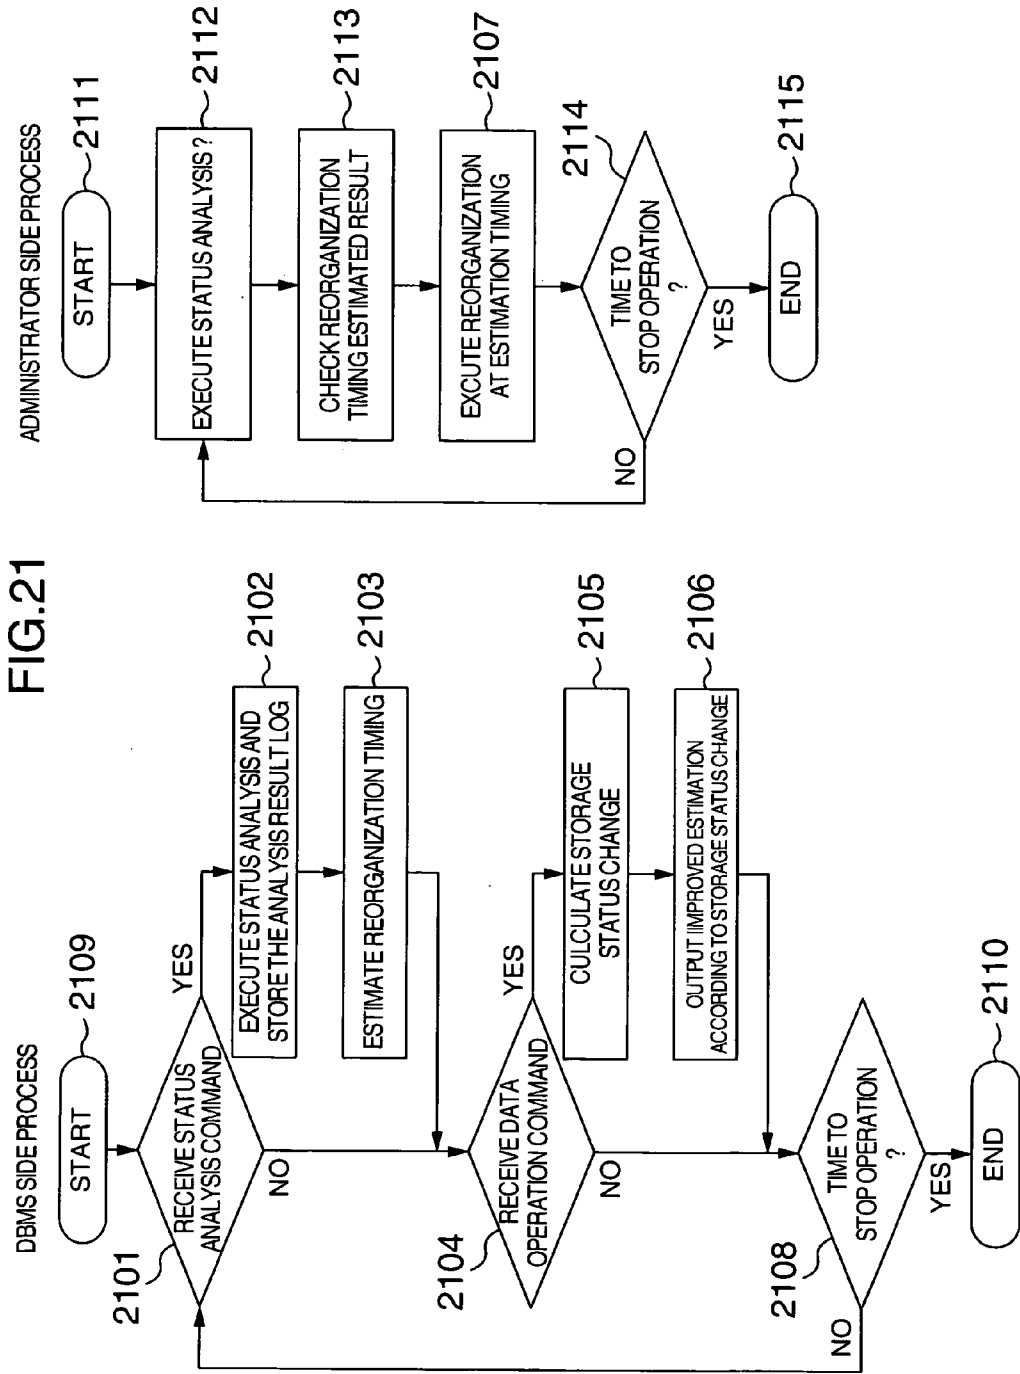 FIG.21
DBMS SIDE PROCESS
START
2109
RECEIVE STATUS
ANALYSIS COMMAND
2101
YES
NO
EXECUTE STATUS ANALYSIS AND
STORE THE ANALYSIS RESULT LOG
2102
ESTIMATE REORGANIZATION TIMING
2103
RECEIVE DATA
OPERATION COMMAND
2104
YES
NO
CULCULATE STORAGE
STATUS CHANGE
2105
OUTPUT IMPROVED ESTIMATION
ACCORDING TO STORAGE STATUS CHANGE
2106
TIME TO
STOP OPERATION
?
2108
NO
YES
END
2110
ADMINISTRATOR SIDE PROCESS
START
2111
EXECUTE STATUS ANALYSIS ?
2112
CHECK REORGANIZATION
TIMING ESTIMATED RESULT
2113
EXCUTE REORGANIZATION
AT ESTIMATION TIMING
2107
TIME TO
STOP OPERATION
?
2114
NO
YES
END
2115